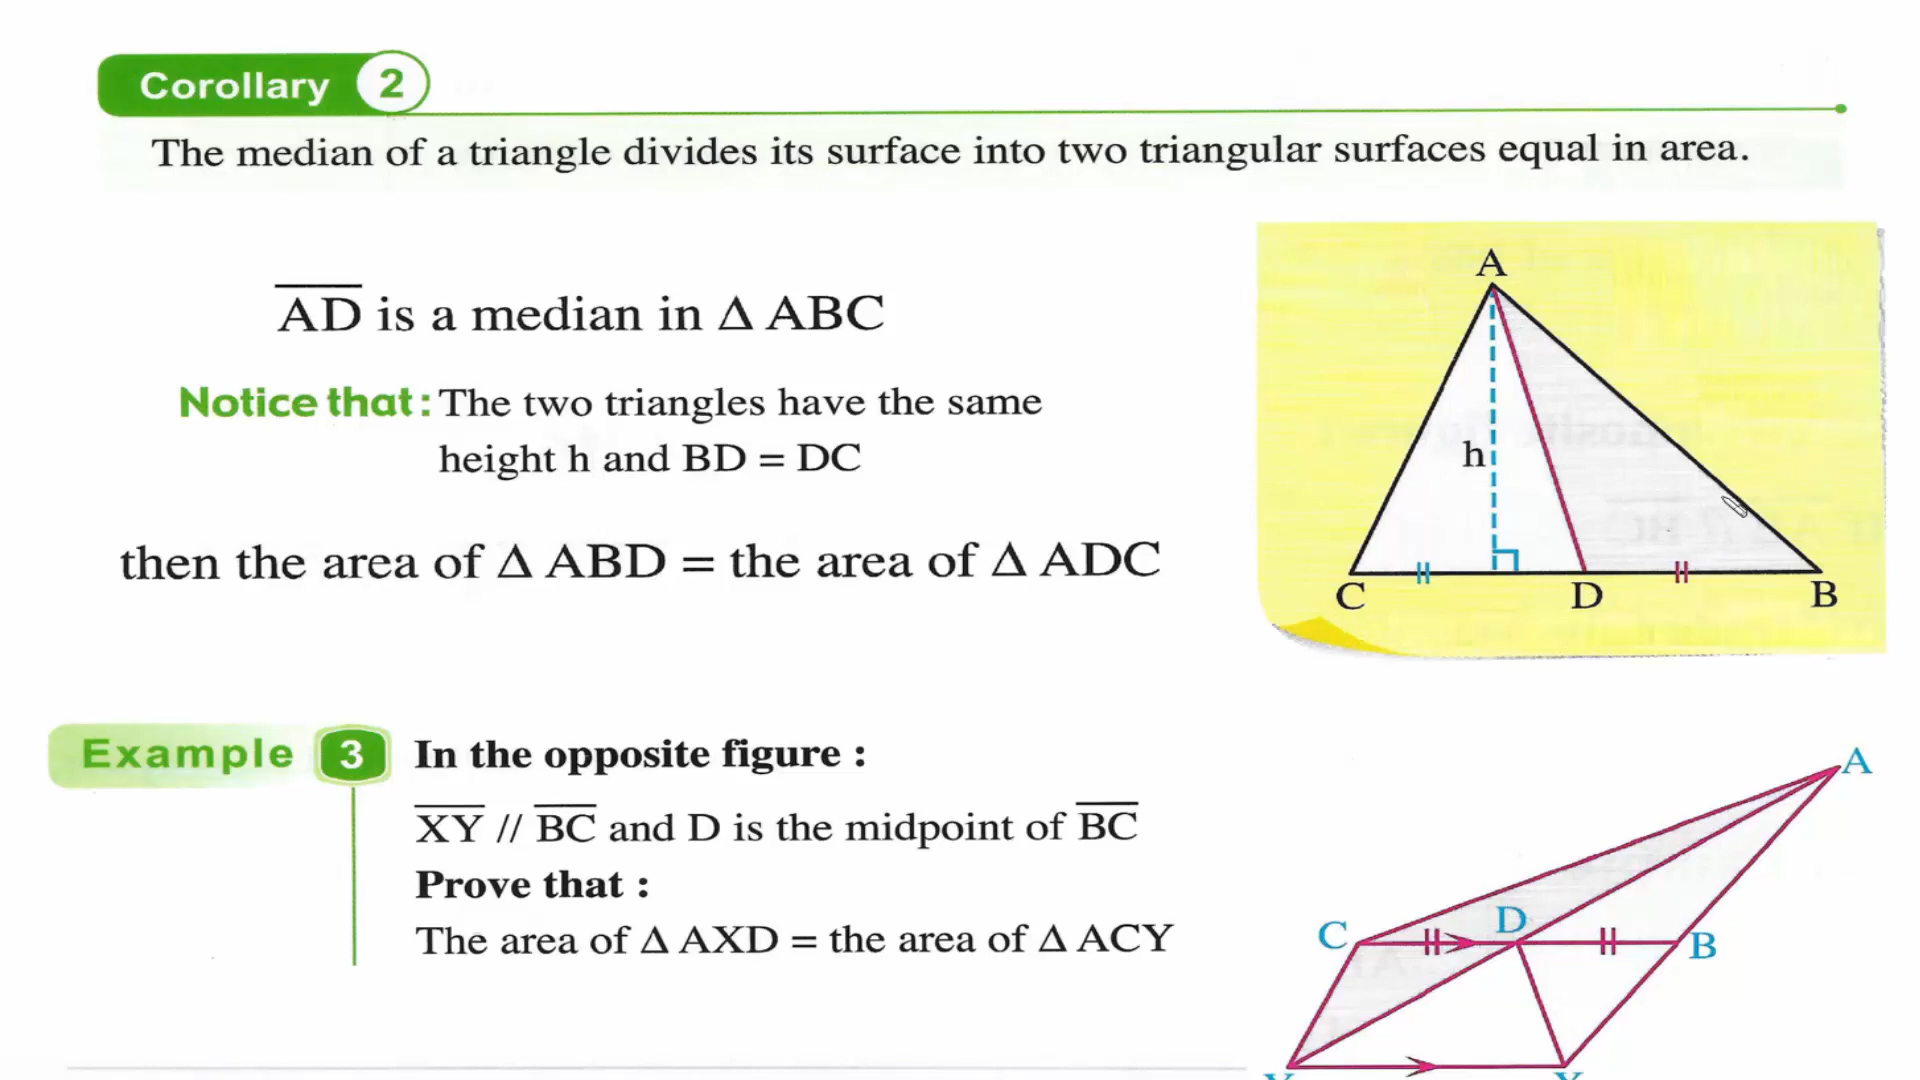 Corollary 2
The median of a triangle divides its surface into two triangular surfaces equal in area.
AD is a median in Δ ABC
Notice that: The two triangles have the same
height h and BD = DC
then the area of Δ ABD = the area of Δ ADC
A
h
C
D
B
Example 3 In the opposite figure :
XY // BC and D is the midpoint of BC
Prove that :
The area of Δ AXD = the area of Δ ACY
A
C
D
B